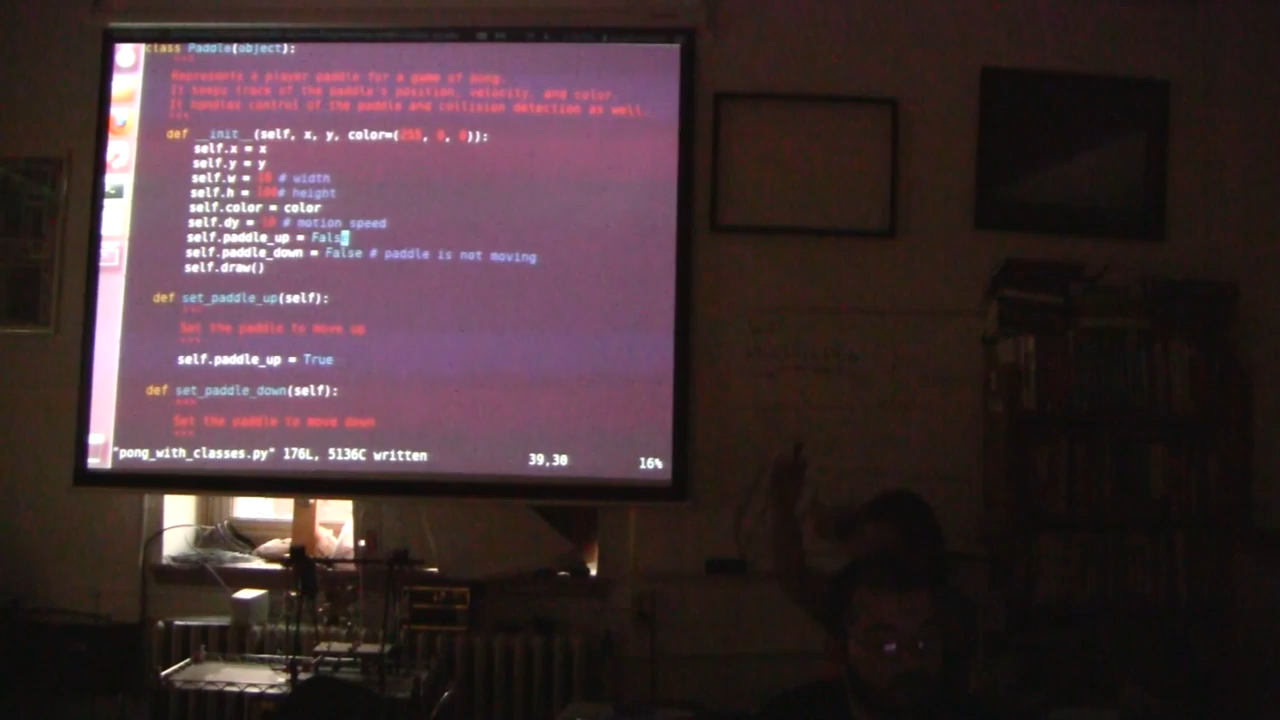 class Paddle(object):
"""
Represents a player paddle for a game of pong.
It keeps track of the paddle's position, velocity, and color.
It handles control of the paddle and collision detection as well.
"""
def __init__(self, x, y, color=(255, 0, 0)):
self.x = x
self.y = y
self.w = 10 # width
self.h = 100# height
self.color = color
self.dy = 10 # motion speed
self.paddle_up = False
self.paddle_down = False # paddle is not moving
self.draw()
def set_paddle_up(self):
"""
Set the paddle to move up
"""
self.paddle_up = True
def set_paddle_down(self):
"""
Set the paddle to move down
"""
"pong_with_classes.py" 176L, 5136C written 39,30 16%